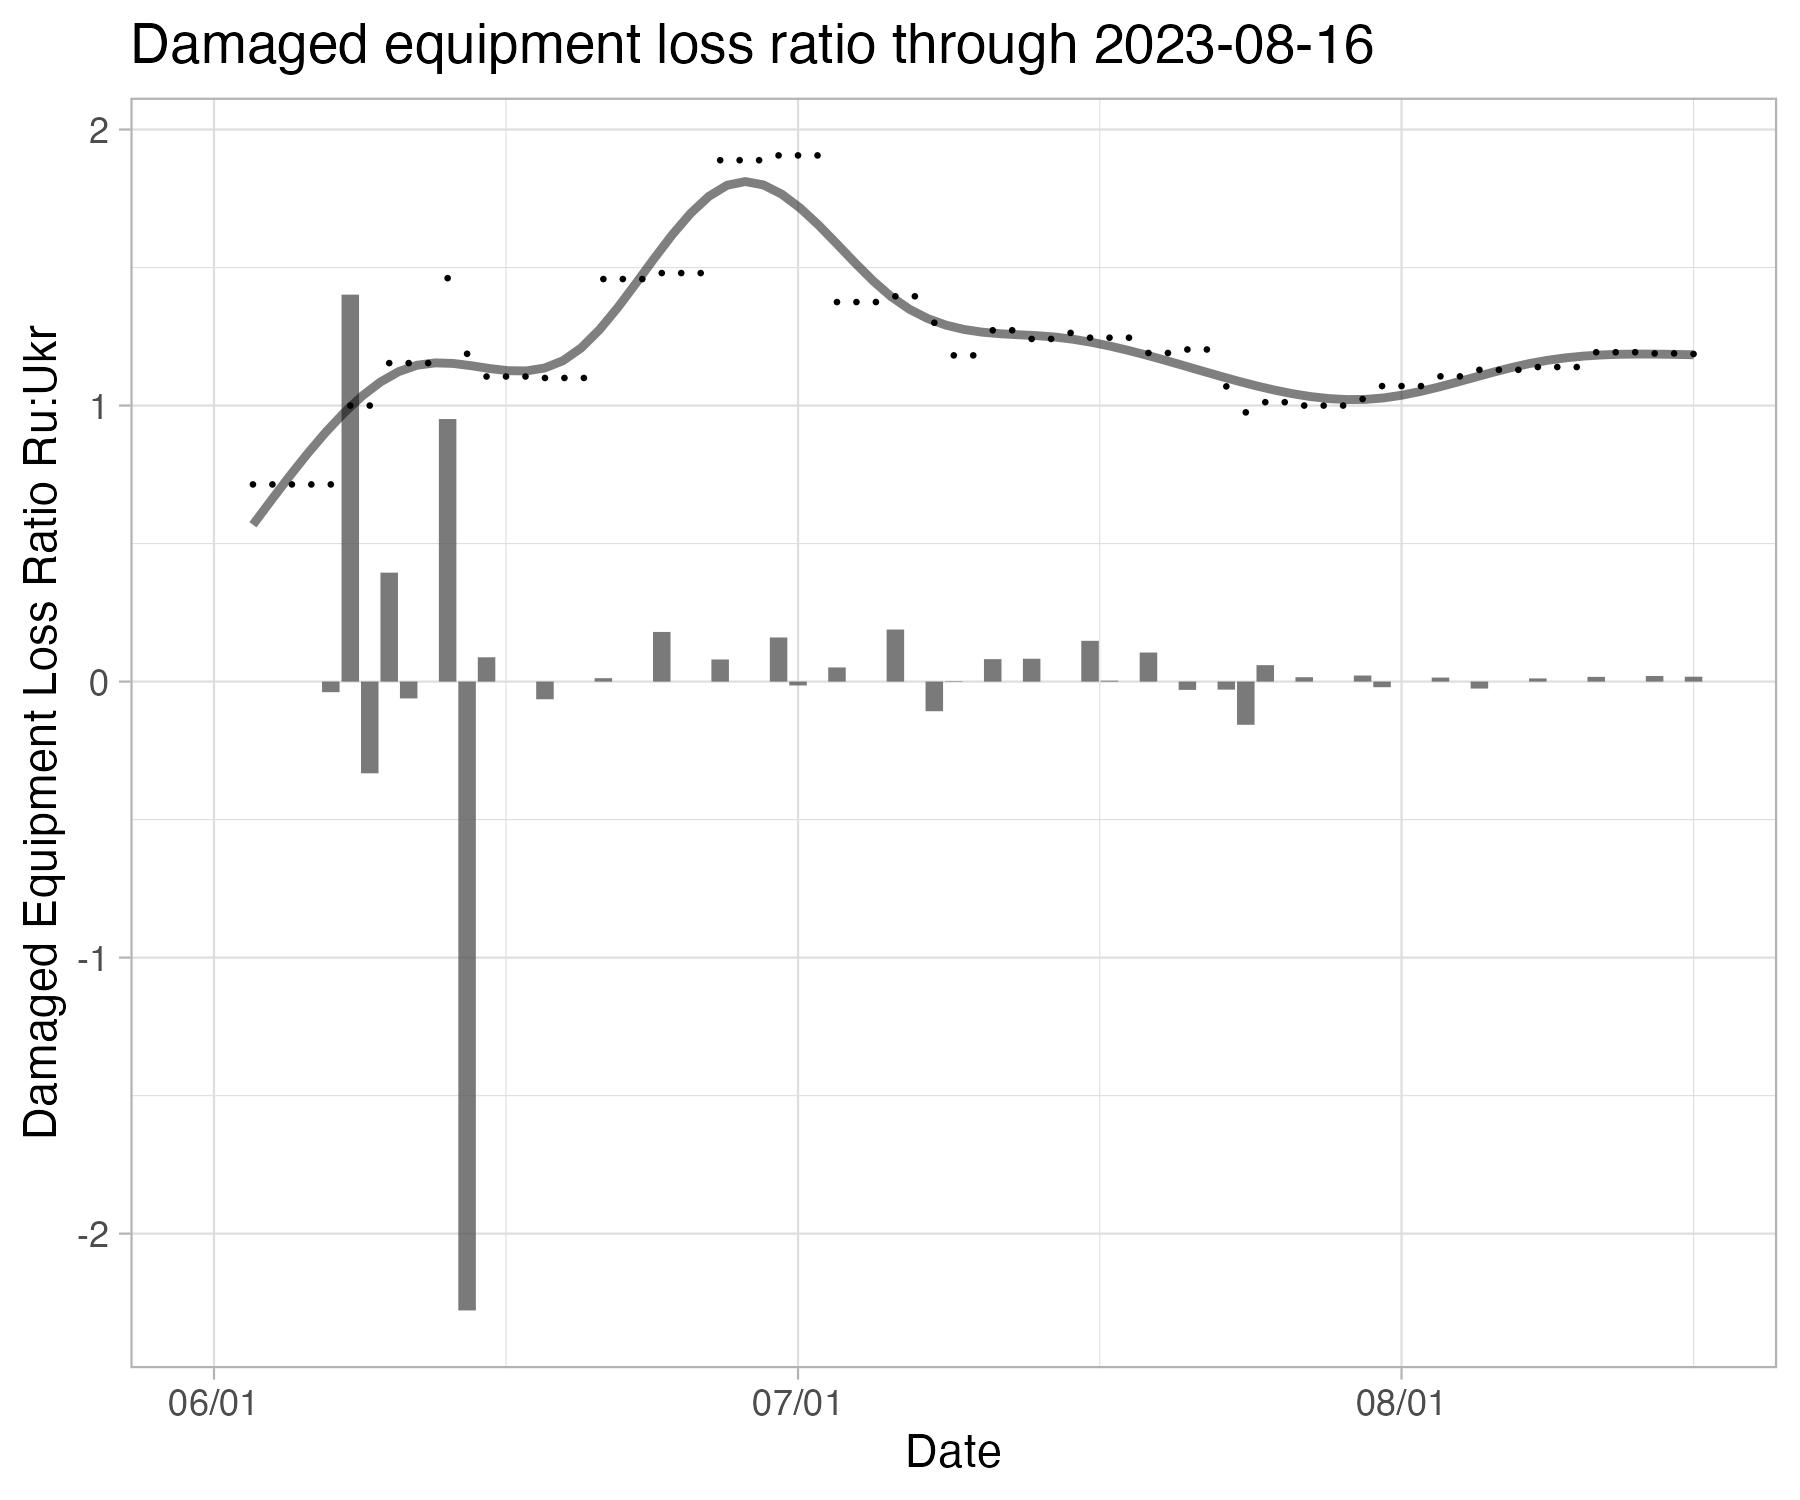 Damaged equipment loss ratio through 2023-08-16
Damaged Equipment Loss Ratio Ru:Ukr
2
1
0
-1
-2
06/01
07/01
08/01
Date